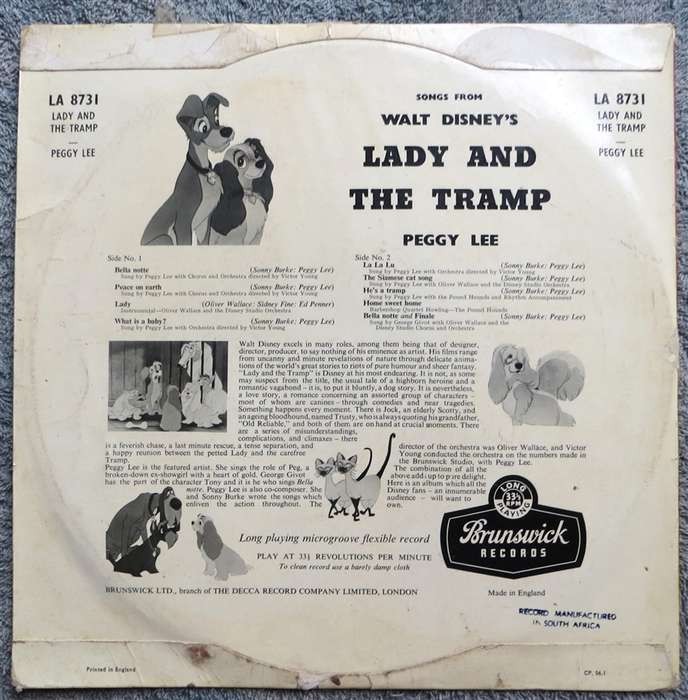 LA 8731
LADY AND
THE TRAMP
PEGGY LEE
SONGS FROM
WALT DISNEY'S
LADY AND
THE TRAMP
PEGGY LEE
LA 8731
LADY AND
THE TRAMP
PEGGY LEE
Side No. 1
Bella notte (Sonny Burke: Peggy Lee)
Sung by Peggy Lee with Chorus and Orchestra directed by Victor Young
Peace on earth (Sonny Burke: Peggy Lee)
Sung by Peggy Lee with Chorus and Orchestra directed by Victor Young
Lady (Oliver Wallace: Sidney Fine: Ed Penner)
Instrumental—Oliver Wallace and the Disney Studio Orchestra
What is a baby? (Sonny Burke: Peggy Lee)
Sung by Peggy Lee with Orchestra directed by Victor Young
Side No. 2
La La Lu (Sonny Burke: Peggy Lee)
Sung by Peggy Lee with Orchestra directed by Victor Young
The Siamese cat song (Sonny Burke: Peggy Lee)
Sung by Peggy Lee with Oliver Wallace and the Disney Studio Orchestra
He's a tramp (Sonny Burke: Peggy Lee)
Sung by Peggy Lee with the Pound Hounds and Rhythm Accompaniment
Home sweet home
Barbershop Quartet Howling—The Pound Hounds
Bella notte and Finale (Sonny Burke: Peggy Lee)
Sung by George Givot with Oliver Wallace and the
Disney Studio Chorus and Orchestra
Walt Disney excels in many roles, among them being that of designer,
director, producer, to say nothing of his eminence as artist. His films range
from uncanny and minute revelations of nature through delicate anima-
tions of the world's great stories to riots of pure humour and sheer fantasy.
"Lady and the Tramp" is Disney at his most endearing. It is not, as some
may suspect from the title, the usual tale of a highborn heroine and a
romantic vagabond – it is, to put it bluntly, a dog story. It is nevertheless,
a love story, a romance concerning an assorted group of characters –
most of whom are canines – through comedies and near tragedies.
Something happens every moment. There is Jock, an elderly Scotty, and
an ageing bloodhound, named Trusty, who is always quoting his grandfather,
"Old Reliable," and both of them are on hand at crucial moments. There
are a series of misunderstandings,
complications, and climaxes – there
is a feverish chase, a last minute rescue, a tense separation, and
a happy reunion between the petted Lady and the carefree
Tramp.
Peggy Lee is the featured artist. She sings the role of Peg, a
broken-down ex-showgirl with a heart of gold. George Givot
has the part of the character Tony and it is he who sings Bella
notte. Peggy Lee is also co-composer. She
and Sonny Burke wrote the songs which
enliven the action throughout. The
director of the orchestra was Oliver Wallace, and Victor
Young conducted the orchestra on the numbers made in
the Brunswick Studio, with Peggy Lee.
The combination of all the
above adds up to pure delight.
Here is an album which all the
Disney fans – an innumerable
audience – will want to
own.
Long playing microgroove flexible record
PLAY AT 33⅓ REVOLUTIONS PER MINUTE
To clean record use a barely damp cloth
LONG
33⅓
RPM
PLAYING
Brunswick
RECORDS
BRUNSWICK LTD., branch of THE DECCA RECORD COMPANY LIMITED, LONDON
Made in England
RECORD MANUFACTURED
IN SOUTH AFRICA
Printed in England
CP. 56.1